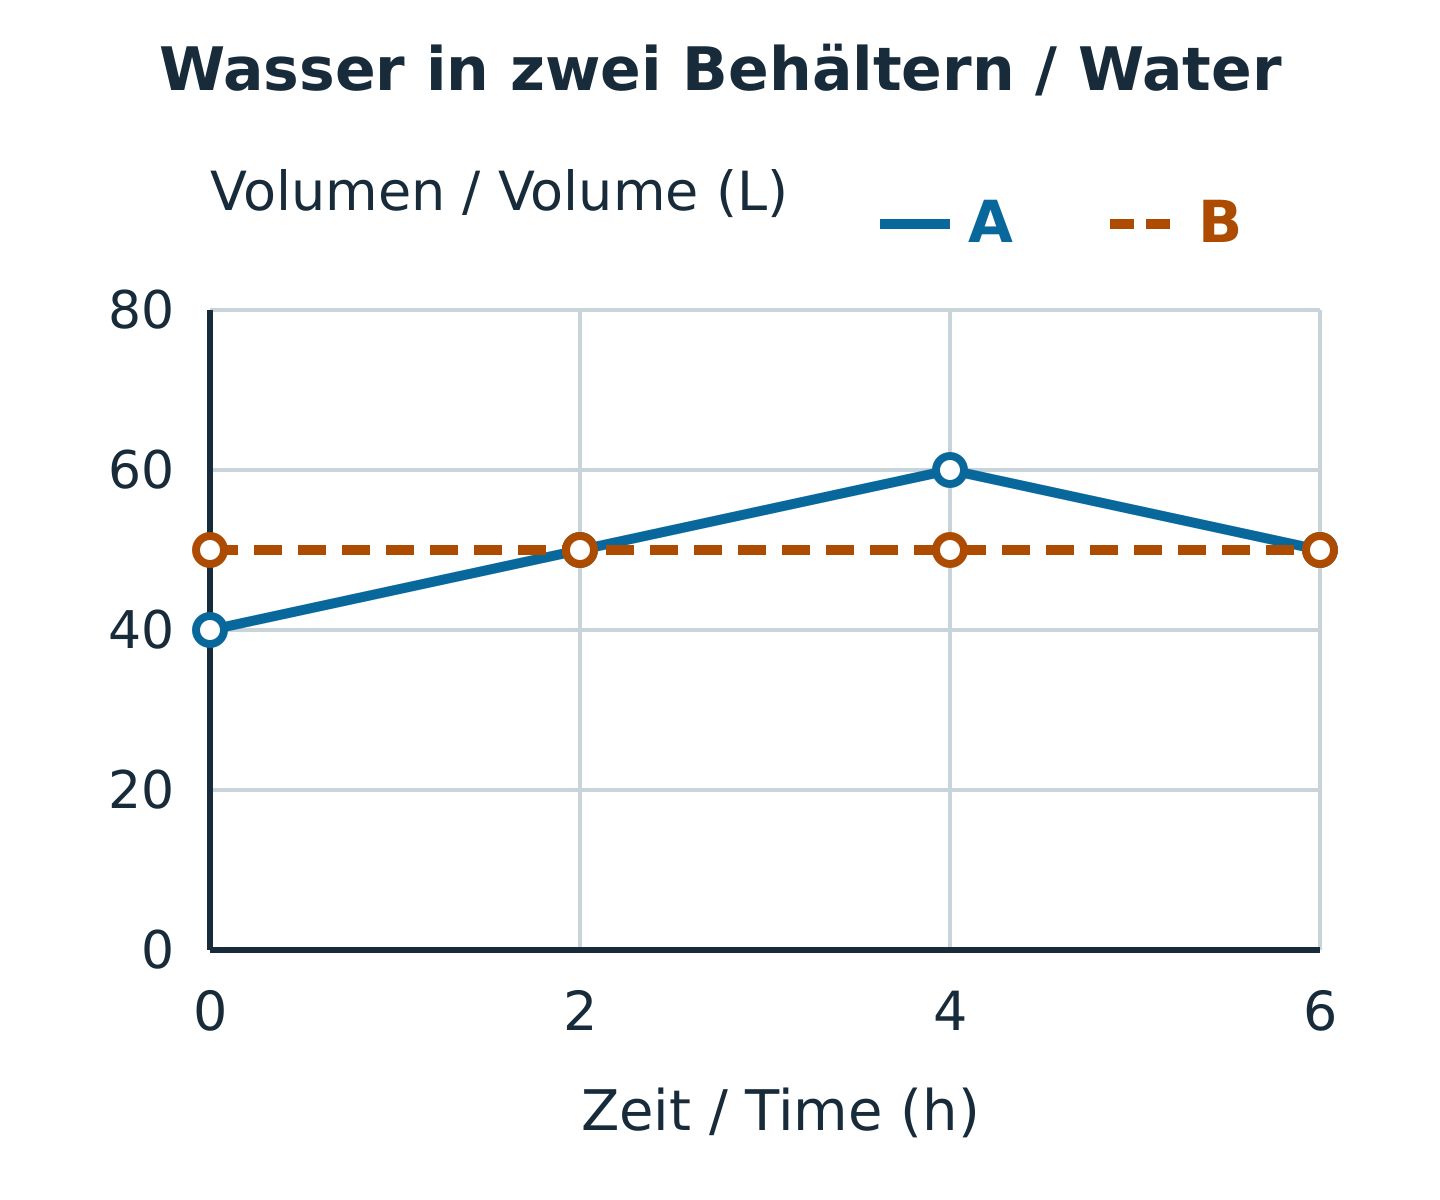 Wasser in zwei Behältern / Water
Volumen / Volume (L)
A B
80
60
40
20
0
0 2 4 6
Zeit / Time (h)